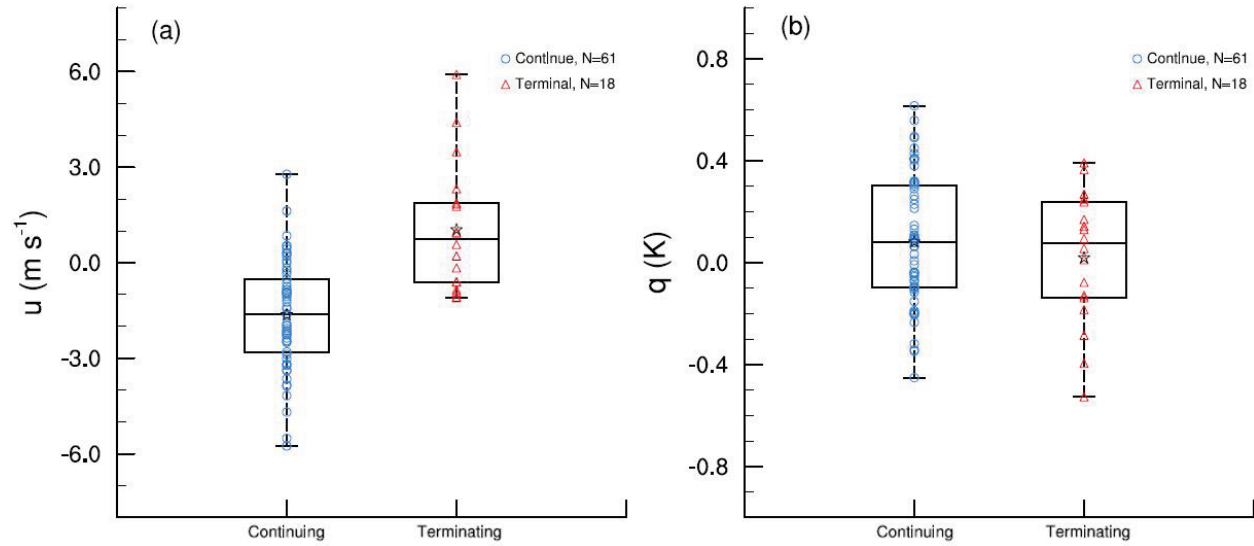 (a)
Continue, N=61
Terminal, N=18
6.0
3.0
0.0
-3.0
-6.0
u (m s⁻¹)
Continuing
Terminating
(b)
Continue, N=61
Terminal, N=18
0.8
0.4
0.0
-0.4
-0.8
q (K)
Continuing
Terminating